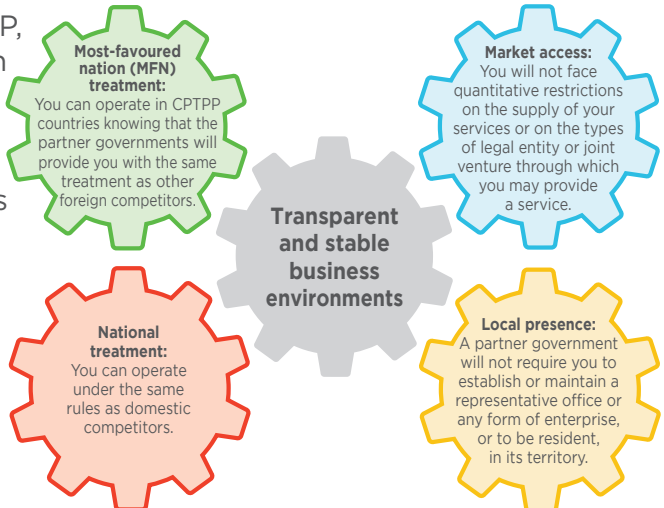 P,
n
s
Most-favoured
nation (MFN)
treatment:
You can operate in CPTPP
countries knowing that the
partner governments will
provide you with the same
treatment as other
foreign competitors.
Market access:
You will not face
quantitative restrictions
on the supply of your
services or on the types
of legal entity or joint
venture through which
you may provide
a service.
Transparent
and stable
business
environments
National
treatment:
You can operate
under the same
rules as domestic
competitors.
Local presence:
A partner government
will not require you to
establish or maintain a
representative office or
any form of enterprise,
or to be resident,
in its territory.